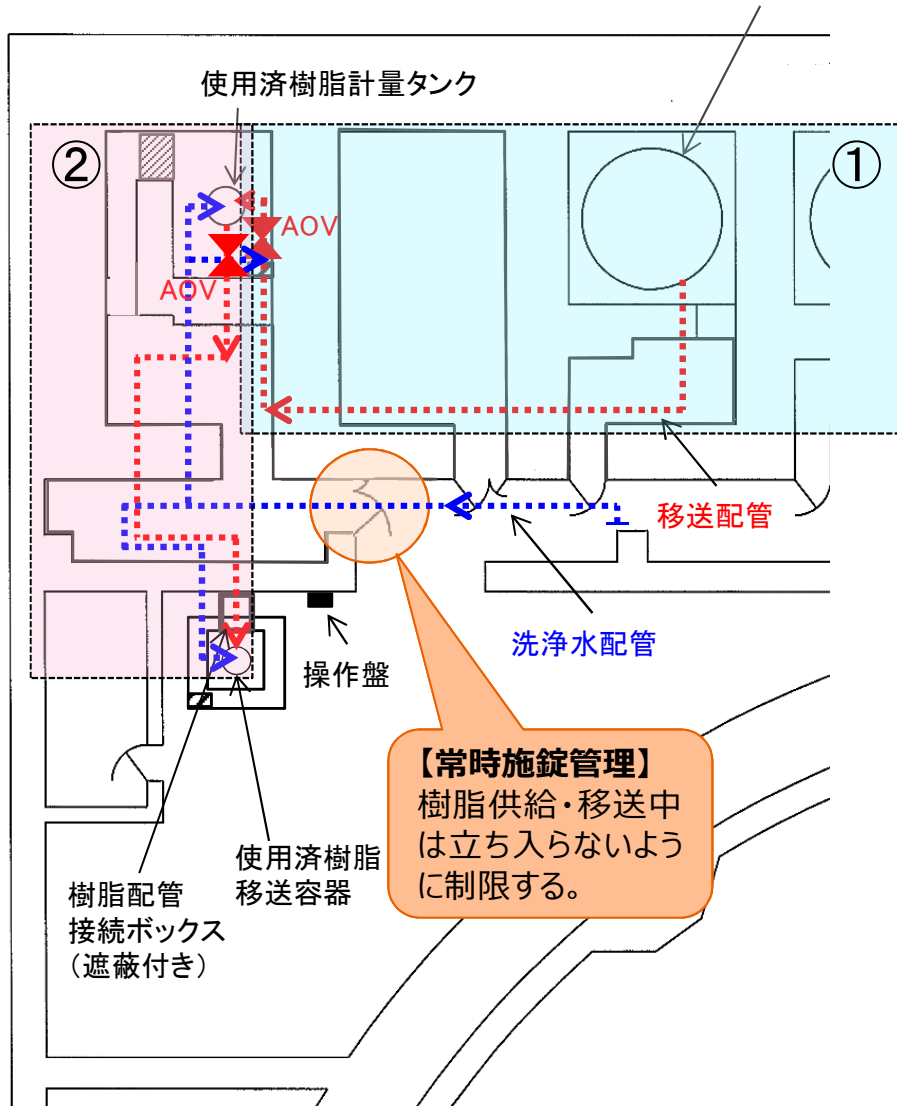 使用済樹脂計量タンク
②
①
AOV
AOV
移送配管
洗浄水配管
操作盤
【常時施錠管理】
樹脂供給・移送中
は立ち入らないよう
に制限する。
使用済樹脂
移送容器
樹脂配管
接続ボックス
（遮蔽付き）